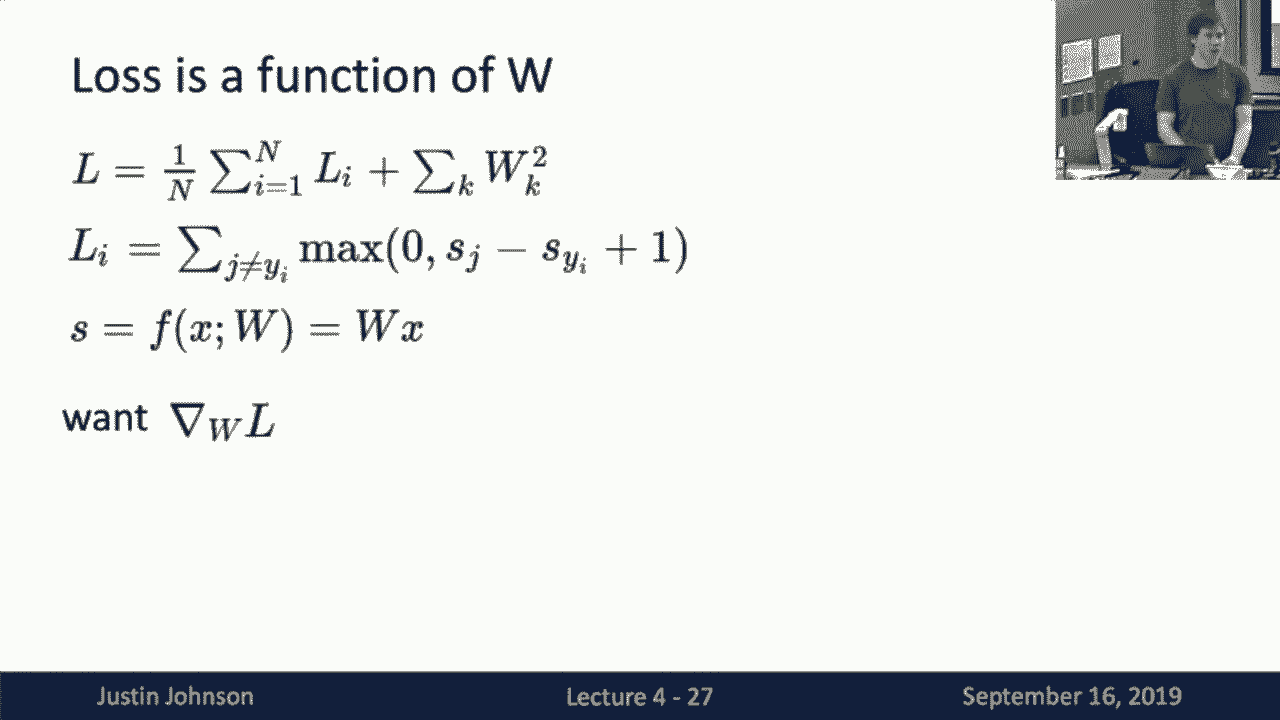 Loss is a function of W
L = \frac{1}{N} \sum_{i=1}^{N} L_i + \sum_k W_k^2
L_i = \sum_{j \neq y_i} \max(0, s_j - s_{y_i} + 1)
s = f(x; W) = Wx
want \nabla_W L
Justin Johnson Lecture 4 - 27 September 16, 2019